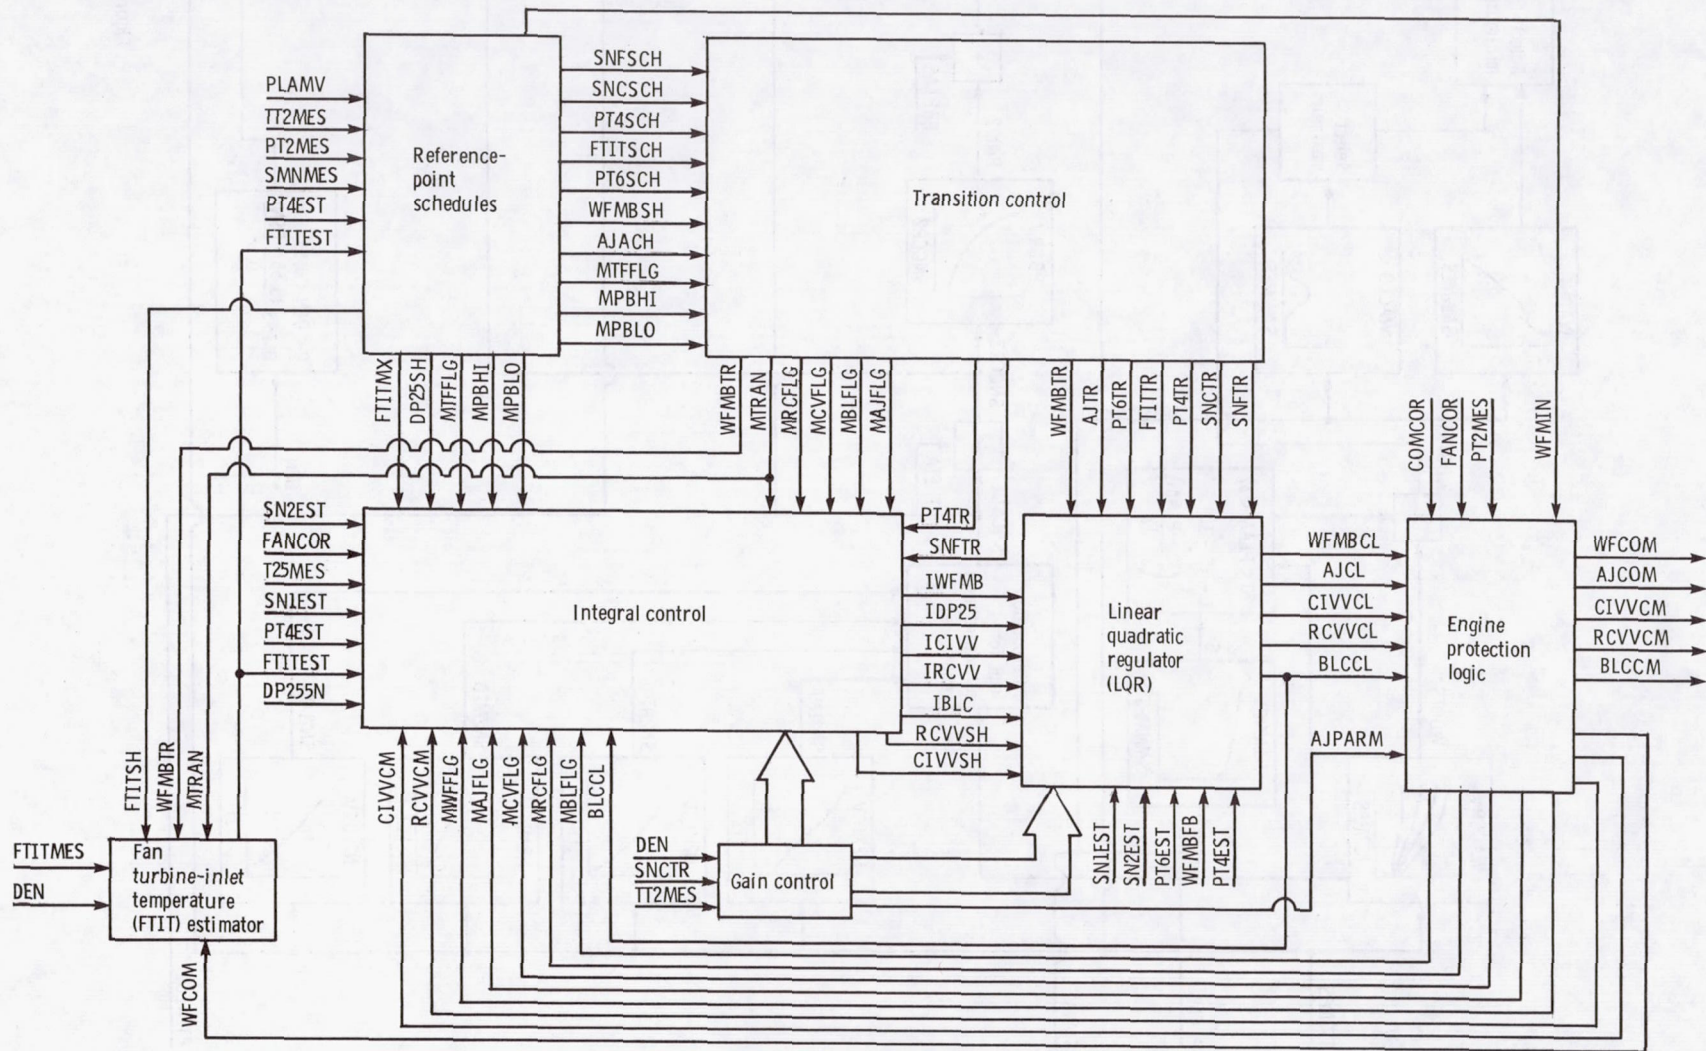 PLAMV
TT2MES
PT2MES
SMNMES
PT4EST
FTITEST
Reference-
point
schedules
SNFSCH
SNCSCH
PT4SCH
FTITSCH
PT6SCH
WFMBSH
AJACH
MTFFLG
MPBHI
MPBLO
Transition control
FTITMX
DP25SH
MTFFLG
MPBHI
MPBLO
WFMBTR
MTRAN
MRCFLG
MCVFLG
MBLFLG
MAJFLG
WFMBTR
AJTR
PT6TR
FTITTR
PT4TR
SNCTR
SNFTR
COMCOR
FANCOR
PT2MES
WFMIN
SN2EST
FANCOR
T25MES
SN1EST
PT4EST
FTITEST
DP255N
Integral control
PT4TR
SNFTR
IWFMB
IDP25
ICIVV
IRCVV
IBLC
RCVVSH
CIVVSH
Linear
quadratic
regulator
(LQR)
WFMBCL
AJCL
CIVVCL
RCVVCL
BLCCL
AJPARM
Engine
protection
logic
WFCOM
AJCOM
CIVVCM
RCVVCM
BLCCM
FTITSH
WFMBTR
MTRAN
CIVVCM
RCVVCM
MWFFLG
MAJFLG
MCVFLG
MRCFLG
MBLFLG
BLCCL
DEN
SNCTR
TT2MES
Gain control
SN1EST
SN2EST
PT6EST
WFMBFB
PT4EST
FTITMES
DEN
Fan
turbine-inlet
temperature
(FTIT) estimator
WFCOM